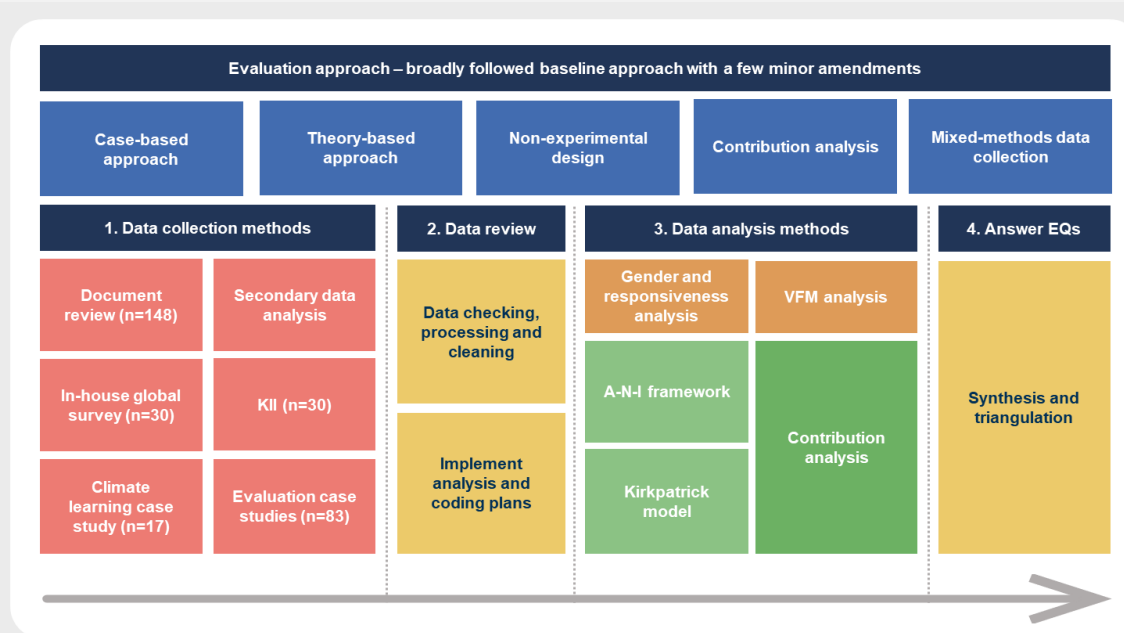 Evaluation approach – broadly followed baseline approach with a few minor amendments
Case-based
approach
Theory-based
approach
Non-experimental
design
Contribution analysis
Mixed-methods data
collection
1. Data collection methods
2. Data review
3. Data analysis methods
4. Answer EQs
Document
review (n=148)
Secondary data
analysis
In-house global
survey (n=30)
KII (n=30)
Climate
learning case
study (n=17)
Evaluation case
studies (n=83)
Data checking,
processing and
cleaning
Implement
analysis and
coding plans
Gender and
responsiveness
analysis
VFM analysis
A-N-I framework
Kirkpatrick
model
Contribution
analysis
Synthesis and
triangulation